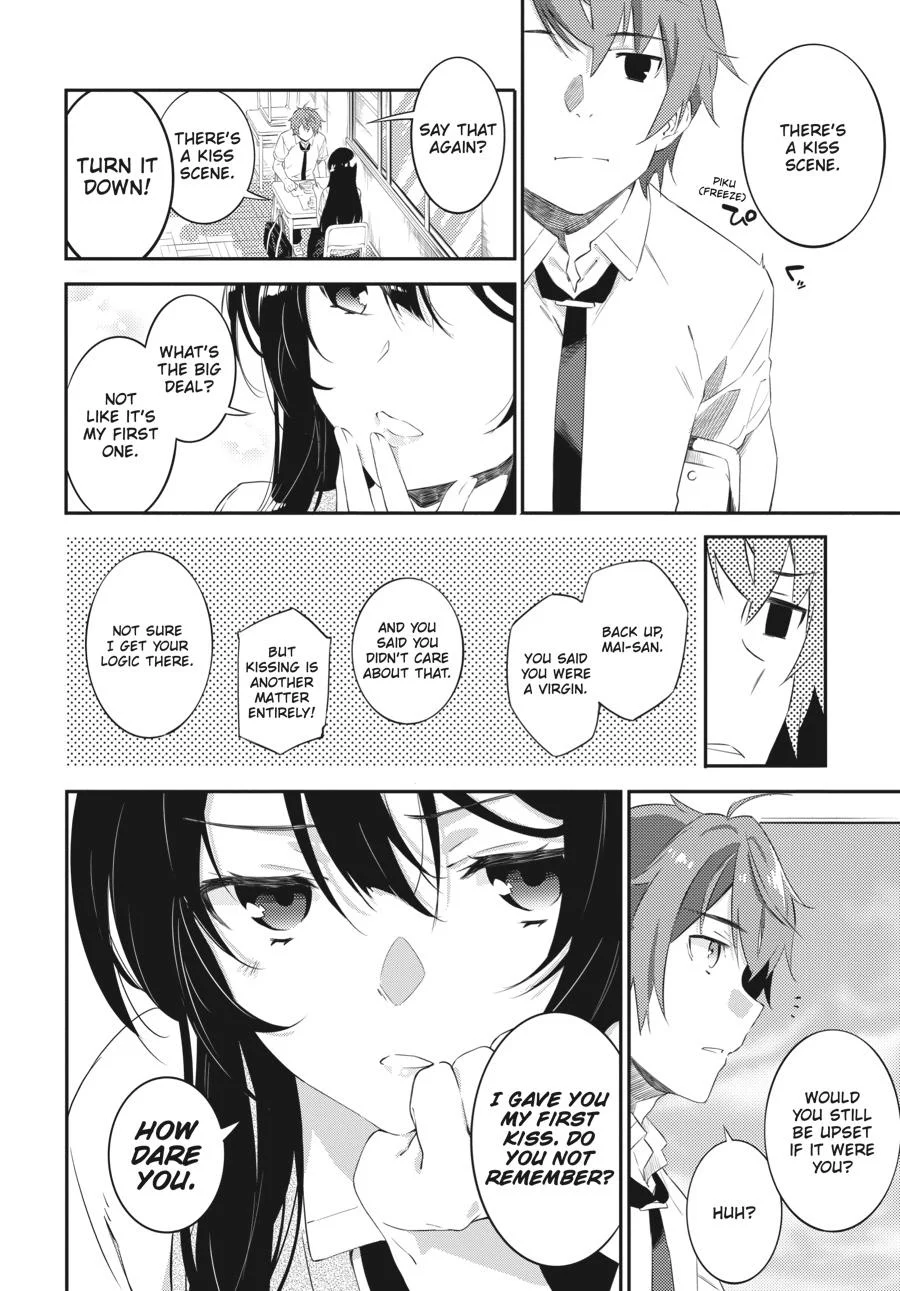 THERE'S
A KISS
SCENE.
PIKU
(FREEZE)
ぴく
SAY THAT
AGAIN?
THERE'S
A KISS
SCENE.
TURN IT
DOWN!
WHAT'S
THE BIG
DEAL?
NOT
LIKE IT'S
MY FIRST
ONE.
BACK UP,
MAI-SAN.
YOU SAID
YOU WERE
A VIRGIN.
AND YOU
SAID YOU
DIDN'T CARE
ABOUT THAT.
BUT
KISSING IS
ANOTHER
MATTER
ENTIRELY!
NOT SURE
I GET YOUR
LOGIC THERE.
WOULD
YOU STILL
BE UPSET
IF IT WERE
YOU?
HUH?
I GAVE YOU
MY FIRST
KISS. DO
YOU NOT
REMEMBER?
HOW
DARE
YOU.